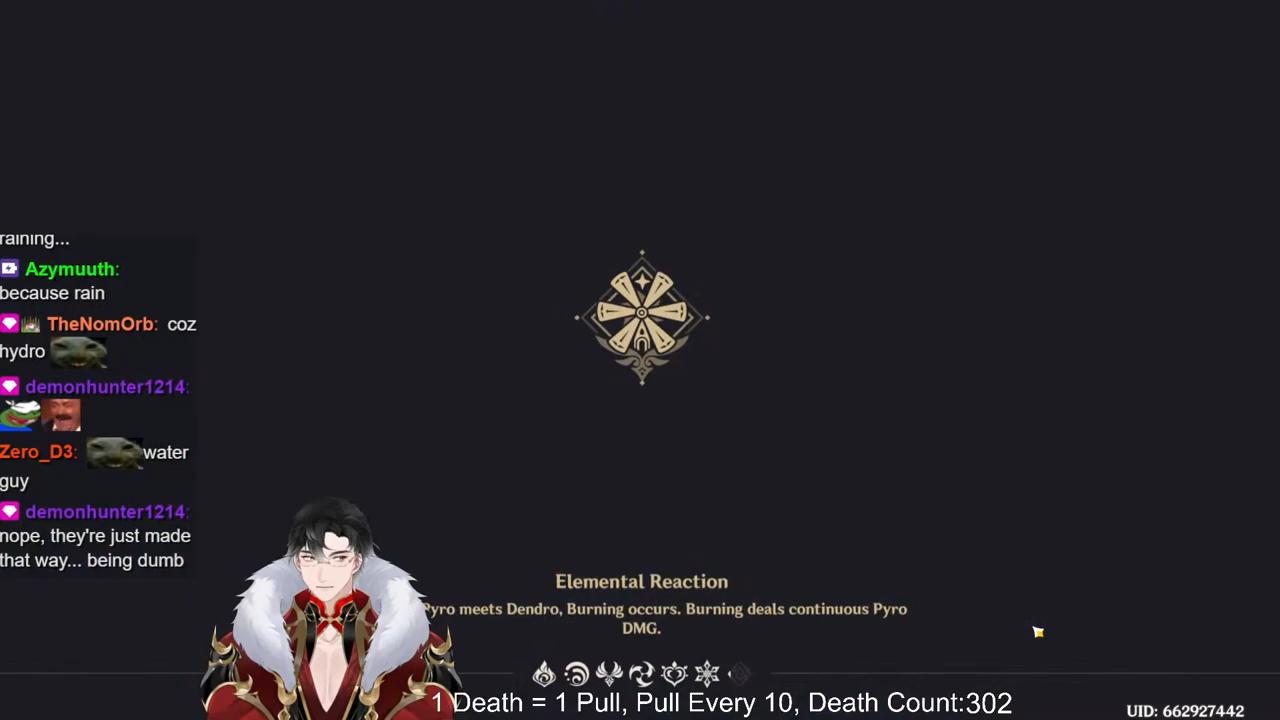 raining...
Azymuuth:
because rain
TheNomOrb: coz
hydro
demonhunter1214:
Zero_D3: water
guy
demonhunter1214:
nope, they're just made
that way... being dumb
Elemental Reaction
Pyro meets Dendro, Burning occurs. Burning deals continuous Pyro
DMG.
1 Death = 1 Pull, Pull Every 10, Death Count:302
UID: 662927442